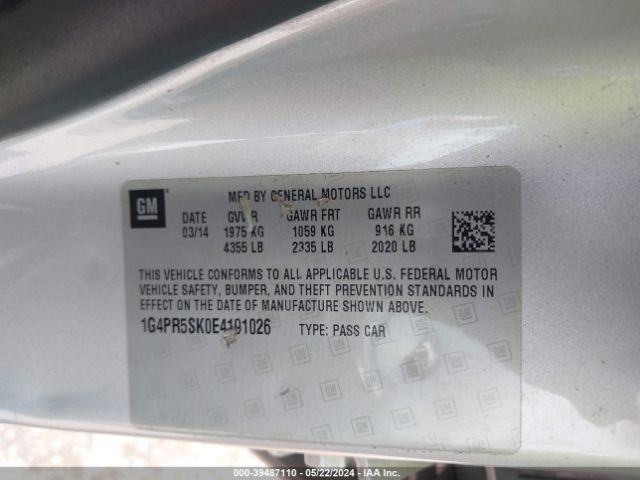 GM
MFD BY GENERAL MOTORS LLC
DATE GVWR GAWR FRT GAWR RR
03/14 1975 KG 1059 KG 916 KG
4355 LB 2335 LB 2020 LB
THIS VEHICLE CONFORMS TO ALL APPLICABLE U.S. FEDERAL MOTOR
VEHICLE SAFETY, BUMPER, AND THEFT PREVENTION STANDARDS IN
EFFECT ON THE DATE OF MANUFACTURE SHOWN ABOVE.
1G4PR5SK0E4191026 TYPE: PASS CAR
000-39487110 - 05/22/2024 - IAA Inc.